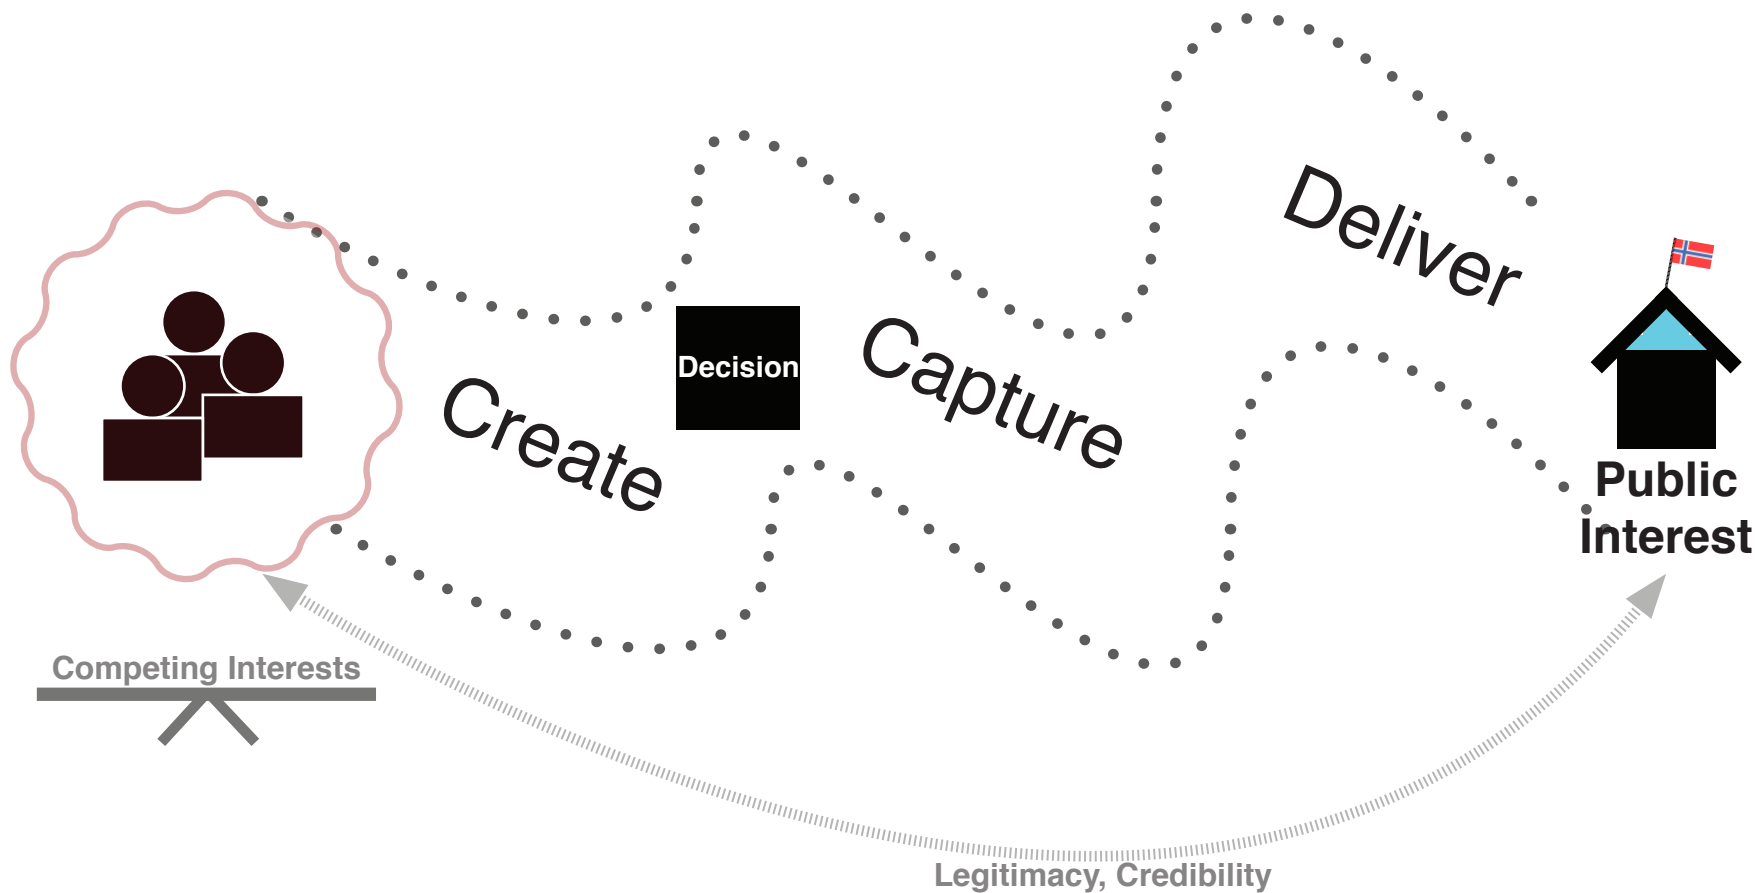 Deliver
Decision
Capture
Create
Public
Interest
Competing Interests
Legitimacy, Credibility